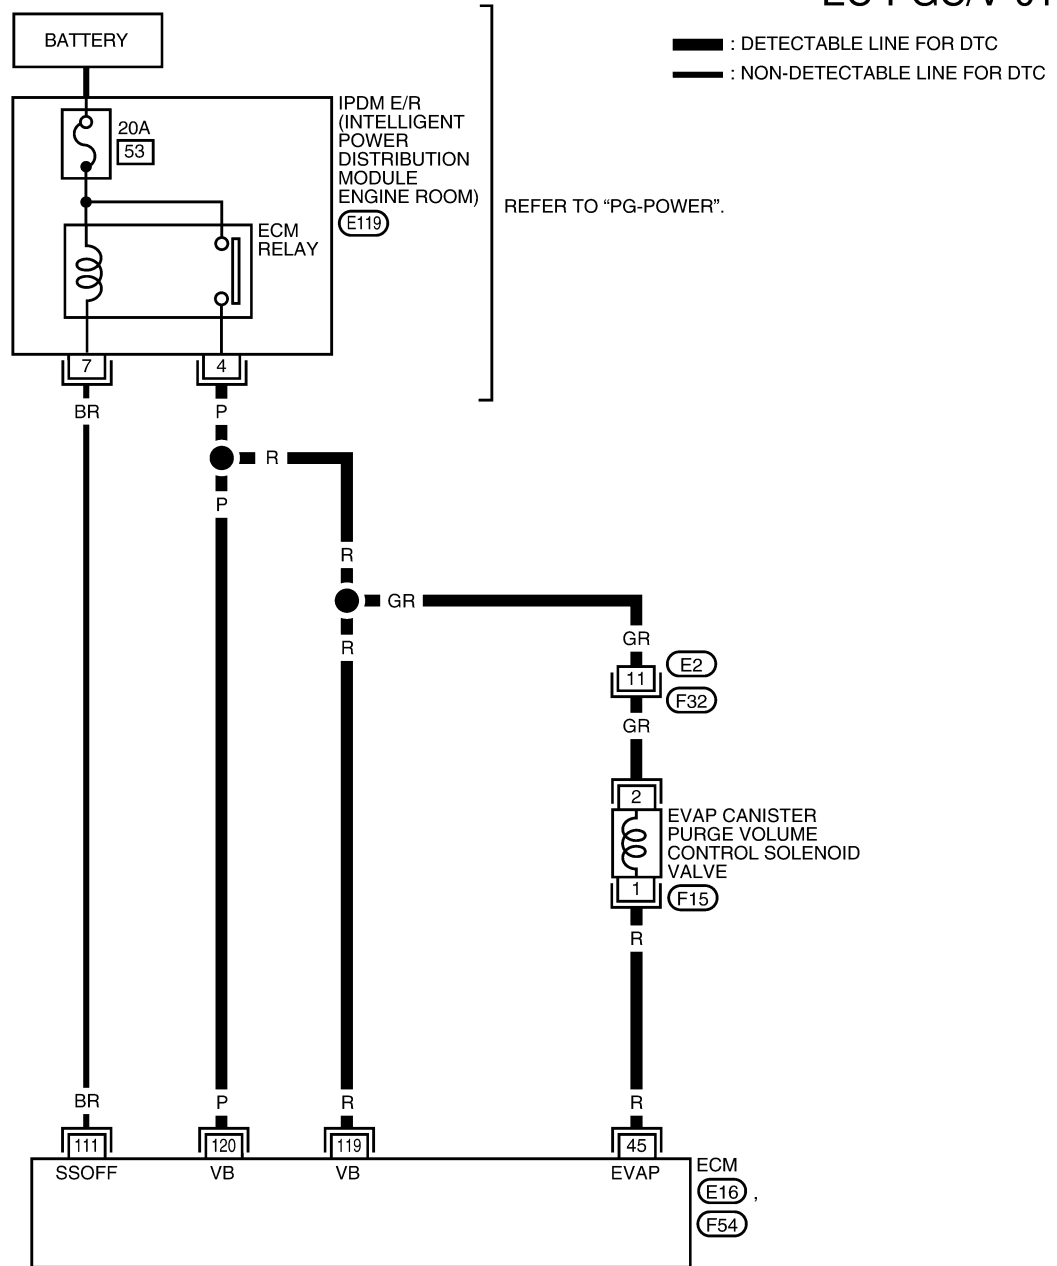 BATTERY
: DETECTABLE LINE FOR DTC
: NON-DETECTABLE LINE FOR DTC
IPDM E/R
(INTELLIGENT
POWER
DISTRIBUTION
MODULE
ENGINE ROOM)
E119
20A
53
REFER TO “PG-POWER”.
ECM
RELAY
7
4
BR
P
R
P
R
GR
R
GR
11
E2
F32
GR
2
EVAP CANISTER
PURGE VOLUME
CONTROL SOLENOID
VALVE
1
F15
R
BR
P
R
R
111
120
119
45
SSOFF
VB
VB
EVAP
ECM
E16 ,
F54